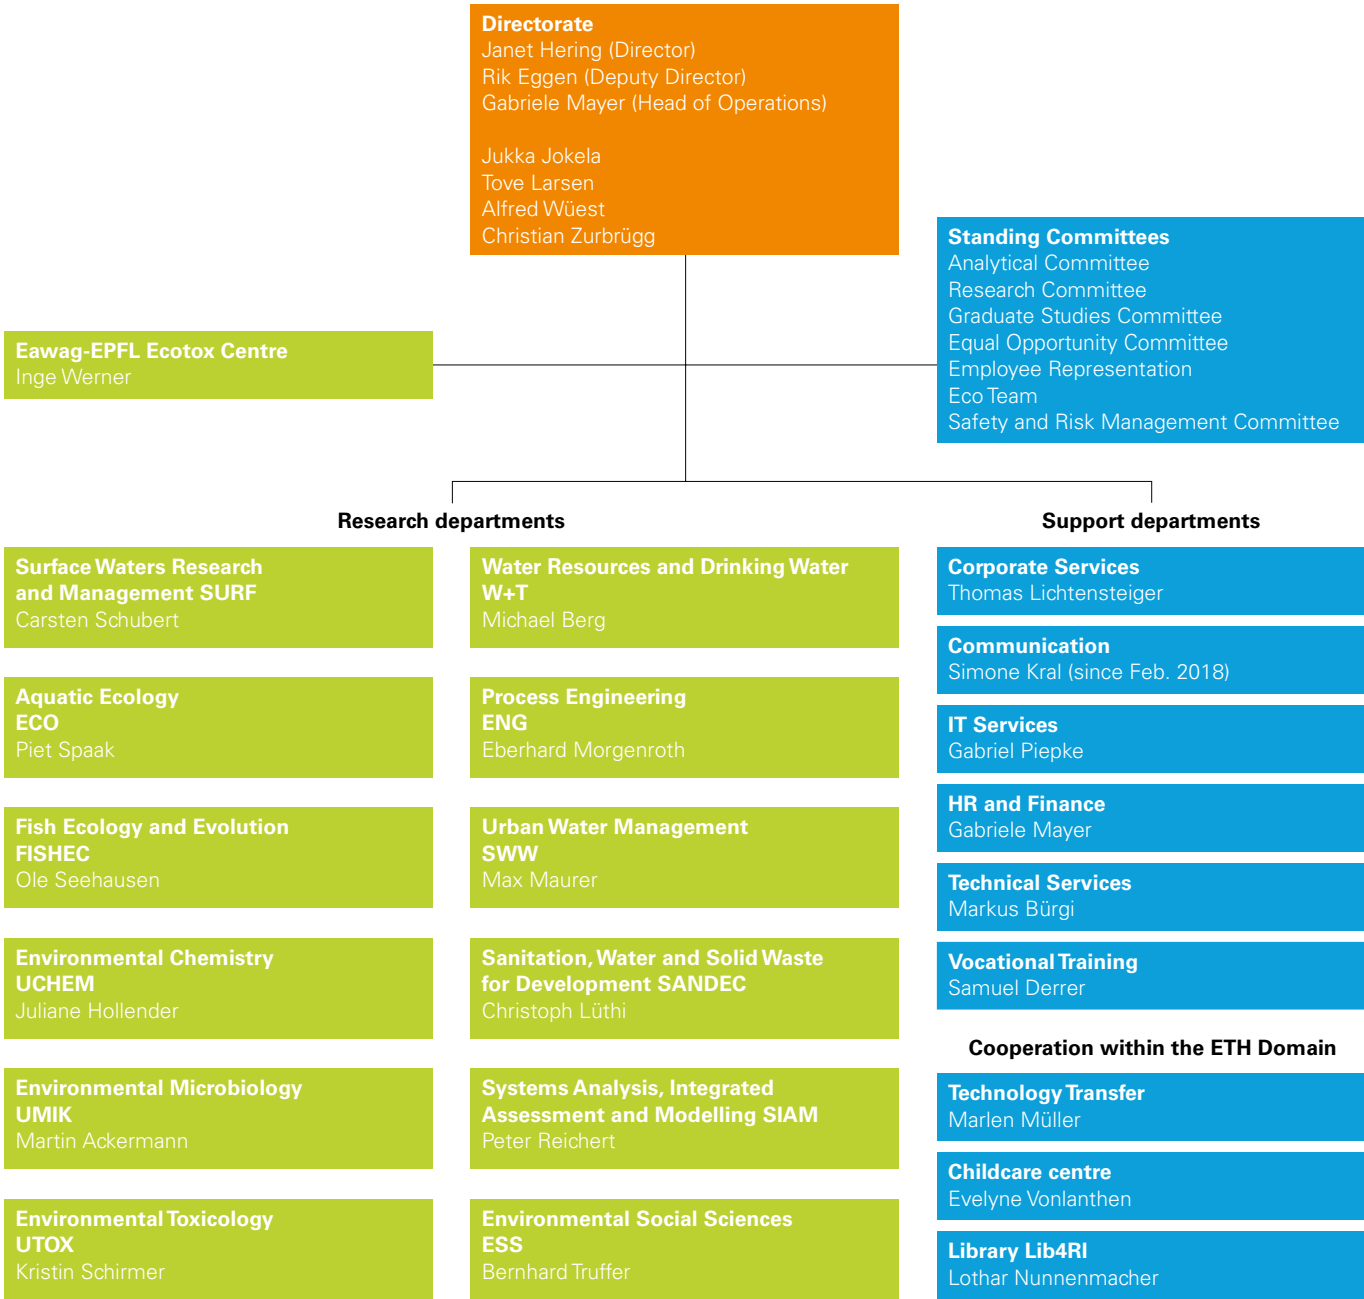 Directorate
Janet Hering (Director)
Rik Eggen (Deputy Director)
Gabriele Mayer (Head of Operations)
Jukka Jokela
Tove Larsen
Alfred Wüest
Christian Zurbrügg
Standing Committees
Analytical Committee
Research Committee
Graduate Studies Committee
Equal Opportunity Committee
Employee Representation
Eco Team
Safety and Risk Management Committee
Eawag-EPFL Ecotox Centre
Inge Werner
Research departments
Surface Waters Research
and Management SURF
Carsten Schubert
Aquatic Ecology
ECO
Piet Spaak
Fish Ecology and Evolution
FISHEC
Ole Seehausen
Environmental Chemistry
UCHEM
Juliane Hollender
Environmental Microbiology
UMIK
Martin Ackermann
Environmental Toxicology
UTOX
Kristin Schirmer
Water Resources and Drinking Water
W+T
Michael Berg
Process Engineering
ENG
Eberhard Morgenroth
Urban Water Management
SWW
Max Maurer
Sanitation, Water and Solid Waste
for Development SANDEC
Christoph Lüthi
Systems Analysis, Integrated
Assessment and Modelling SIAM
Peter Reichert
Environmental Social Sciences
ESS
Bernhard Truffer
Support departments
Corporate Services
Thomas Lichtensteiger
Communication
Simone Kral (since Feb. 2018)
IT Services
Gabriel Piepke
HR and Finance
Gabriele Mayer
Technical Services
Markus Bürgi
Vocational Training
Samuel Derrer
Cooperation within the ETH Domain
Technology Transfer
Marlen Müller
Childcare centre
Evelyne Vonlanthen
Library Lib4RI
Lothar Nunnenmacher